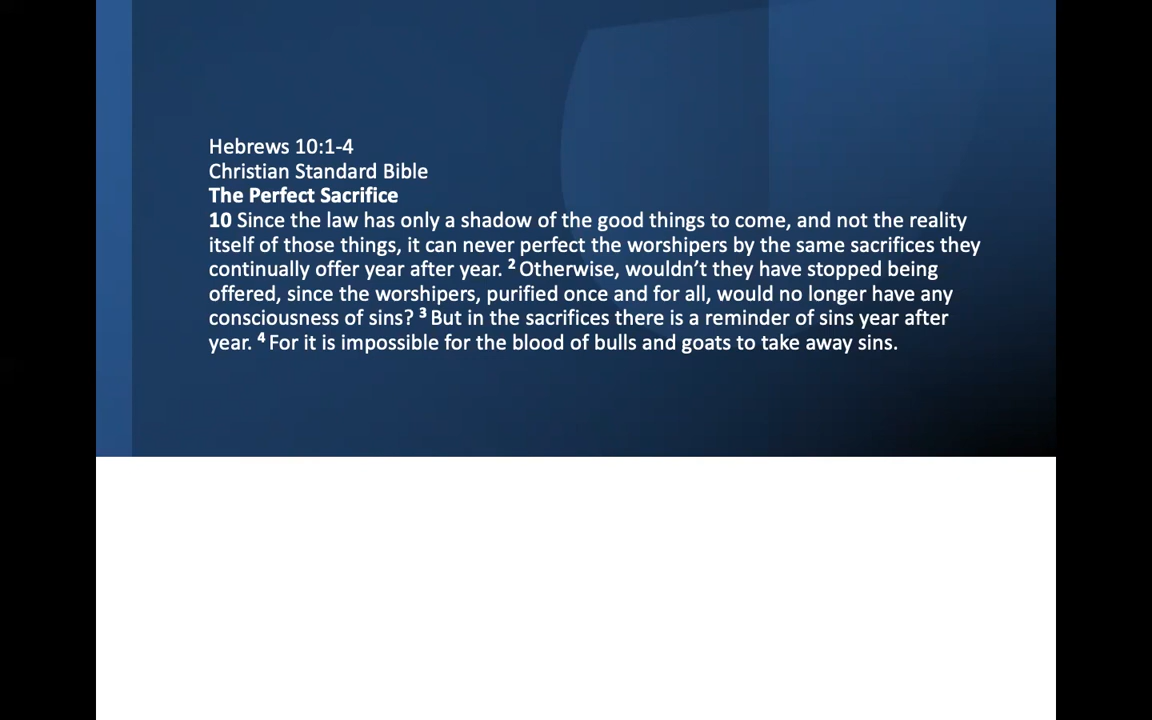 Hebrews 10:1-4
Christian Standard Bible
The Perfect Sacrifice
10 Since the law has only a shadow of the good things to come, and not the reality
itself of those things, it can never perfect the worshipers by the same sacrifices they
continually offer year after year. 2 Otherwise, wouldn’t they have stopped being
offered, since the worshipers, purified once and for all, would no longer have any
consciousness of sins? 3 But in the sacrifices there is a reminder of sins year after
year. 4 For it is impossible for the blood of bulls and goats to take away sins.